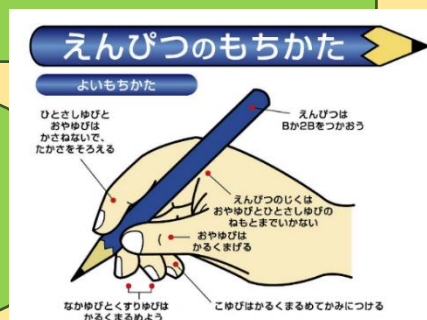 えんぴつのもちかた
よいもちかた
ひとさしゆびと
おやゆびは
かさねないで、
たかさをそろえる
えんぴつは
Bか2Bをつかおう
えんぴつのじくは
おやゆびとひとさしゆびの
ねもとまでいかない
おやゆびは
かるくまげる
なかゆびとくすりゆびは
かるくまるめよう
こゆびはかるくまるめてかみにつける